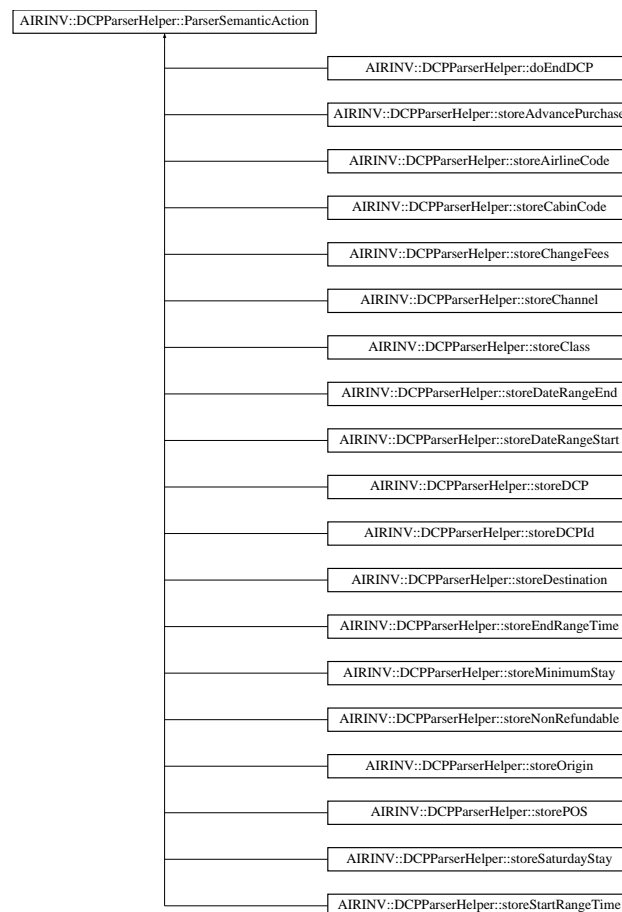 AIRINV::DCPParserHelper::ParserSemanticAction
AIRINV::DCPParserHelper::doEndDCP
AIRINV::DCPParserHelper::storeAdvancePurchase
AIRINV::DCPParserHelper::storeAirlineCode
AIRINV::DCPParserHelper::storeCabinCode
AIRINV::DCPParserHelper::storeChangeFees
AIRINV::DCPParserHelper::storeChannel
AIRINV::DCPParserHelper::storeClass
AIRINV::DCPParserHelper::storeDateRangeEnd
AIRINV::DCPParserHelper::storeDateRangeStart
AIRINV::DCPParserHelper::storeDCP
AIRINV::DCPParserHelper::storeDCPId
AIRINV::DCPParserHelper::storeDestination
AIRINV::DCPParserHelper::storeEndRangeTime
AIRINV::DCPParserHelper::storeMinimumStay
AIRINV::DCPParserHelper::storeNonRefundable
AIRINV::DCPParserHelper::storeOrigin
AIRINV::DCPParserHelper::storePOS
AIRINV::DCPParserHelper::storeSaturdayStay
AIRINV::DCPParserHelper::storeStartRangeTime